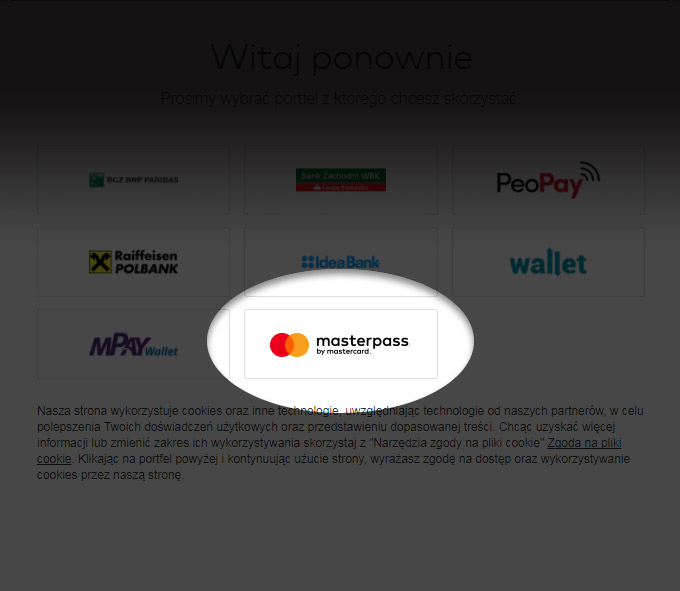 Witaj ponownie
Prosimy wybrać portfel z którego chcesz skorzystać.
BGZ BNP PARIBAS
Bank Zachodni WBK
Grupa Santander
PeoPay
Raiffeisen
POLBANK
IdeaBank
wallet
MPAY Wallet
masterpass
by mastercard.
Nasza strona wykorzystuje cookies oraz inne technologie, uwzględniając technologie od naszych partnerów, w celu
polepszenia Twoich doświadczeń użytkowych oraz przedstawieniu dopasowanej treści. Chcąc uzyskać więcej
informacji lub zmienić zakres ich wykorzystywania skorzystaj z "Narzędzia zgody na pliki cookie" Zgoda na pliki
cookie. Klikając na portfel powyżej i kontynuując użucie strony, wyrażasz zgodę na dostęp oraz wykorzystywanie
cookies przez naszą stronę.